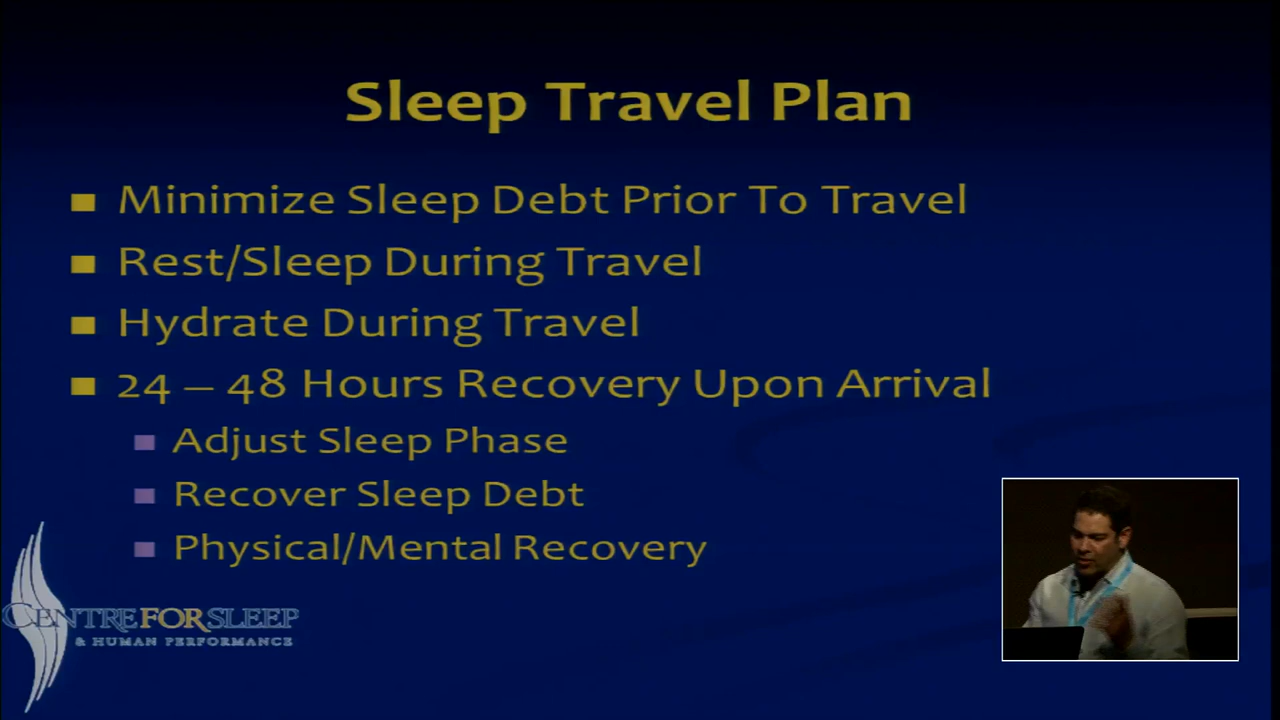 Sleep Travel Plan
Minimize Sleep Debt Prior To Travel
Rest/Sleep During Travel
Hydrate During Travel
24 – 48 Hours Recovery Upon Arrival
Adjust Sleep Phase
Recover Sleep Debt
Physical/Mental Recovery
CENTRE FOR SLEEP
& HUMAN PERFORMANCE